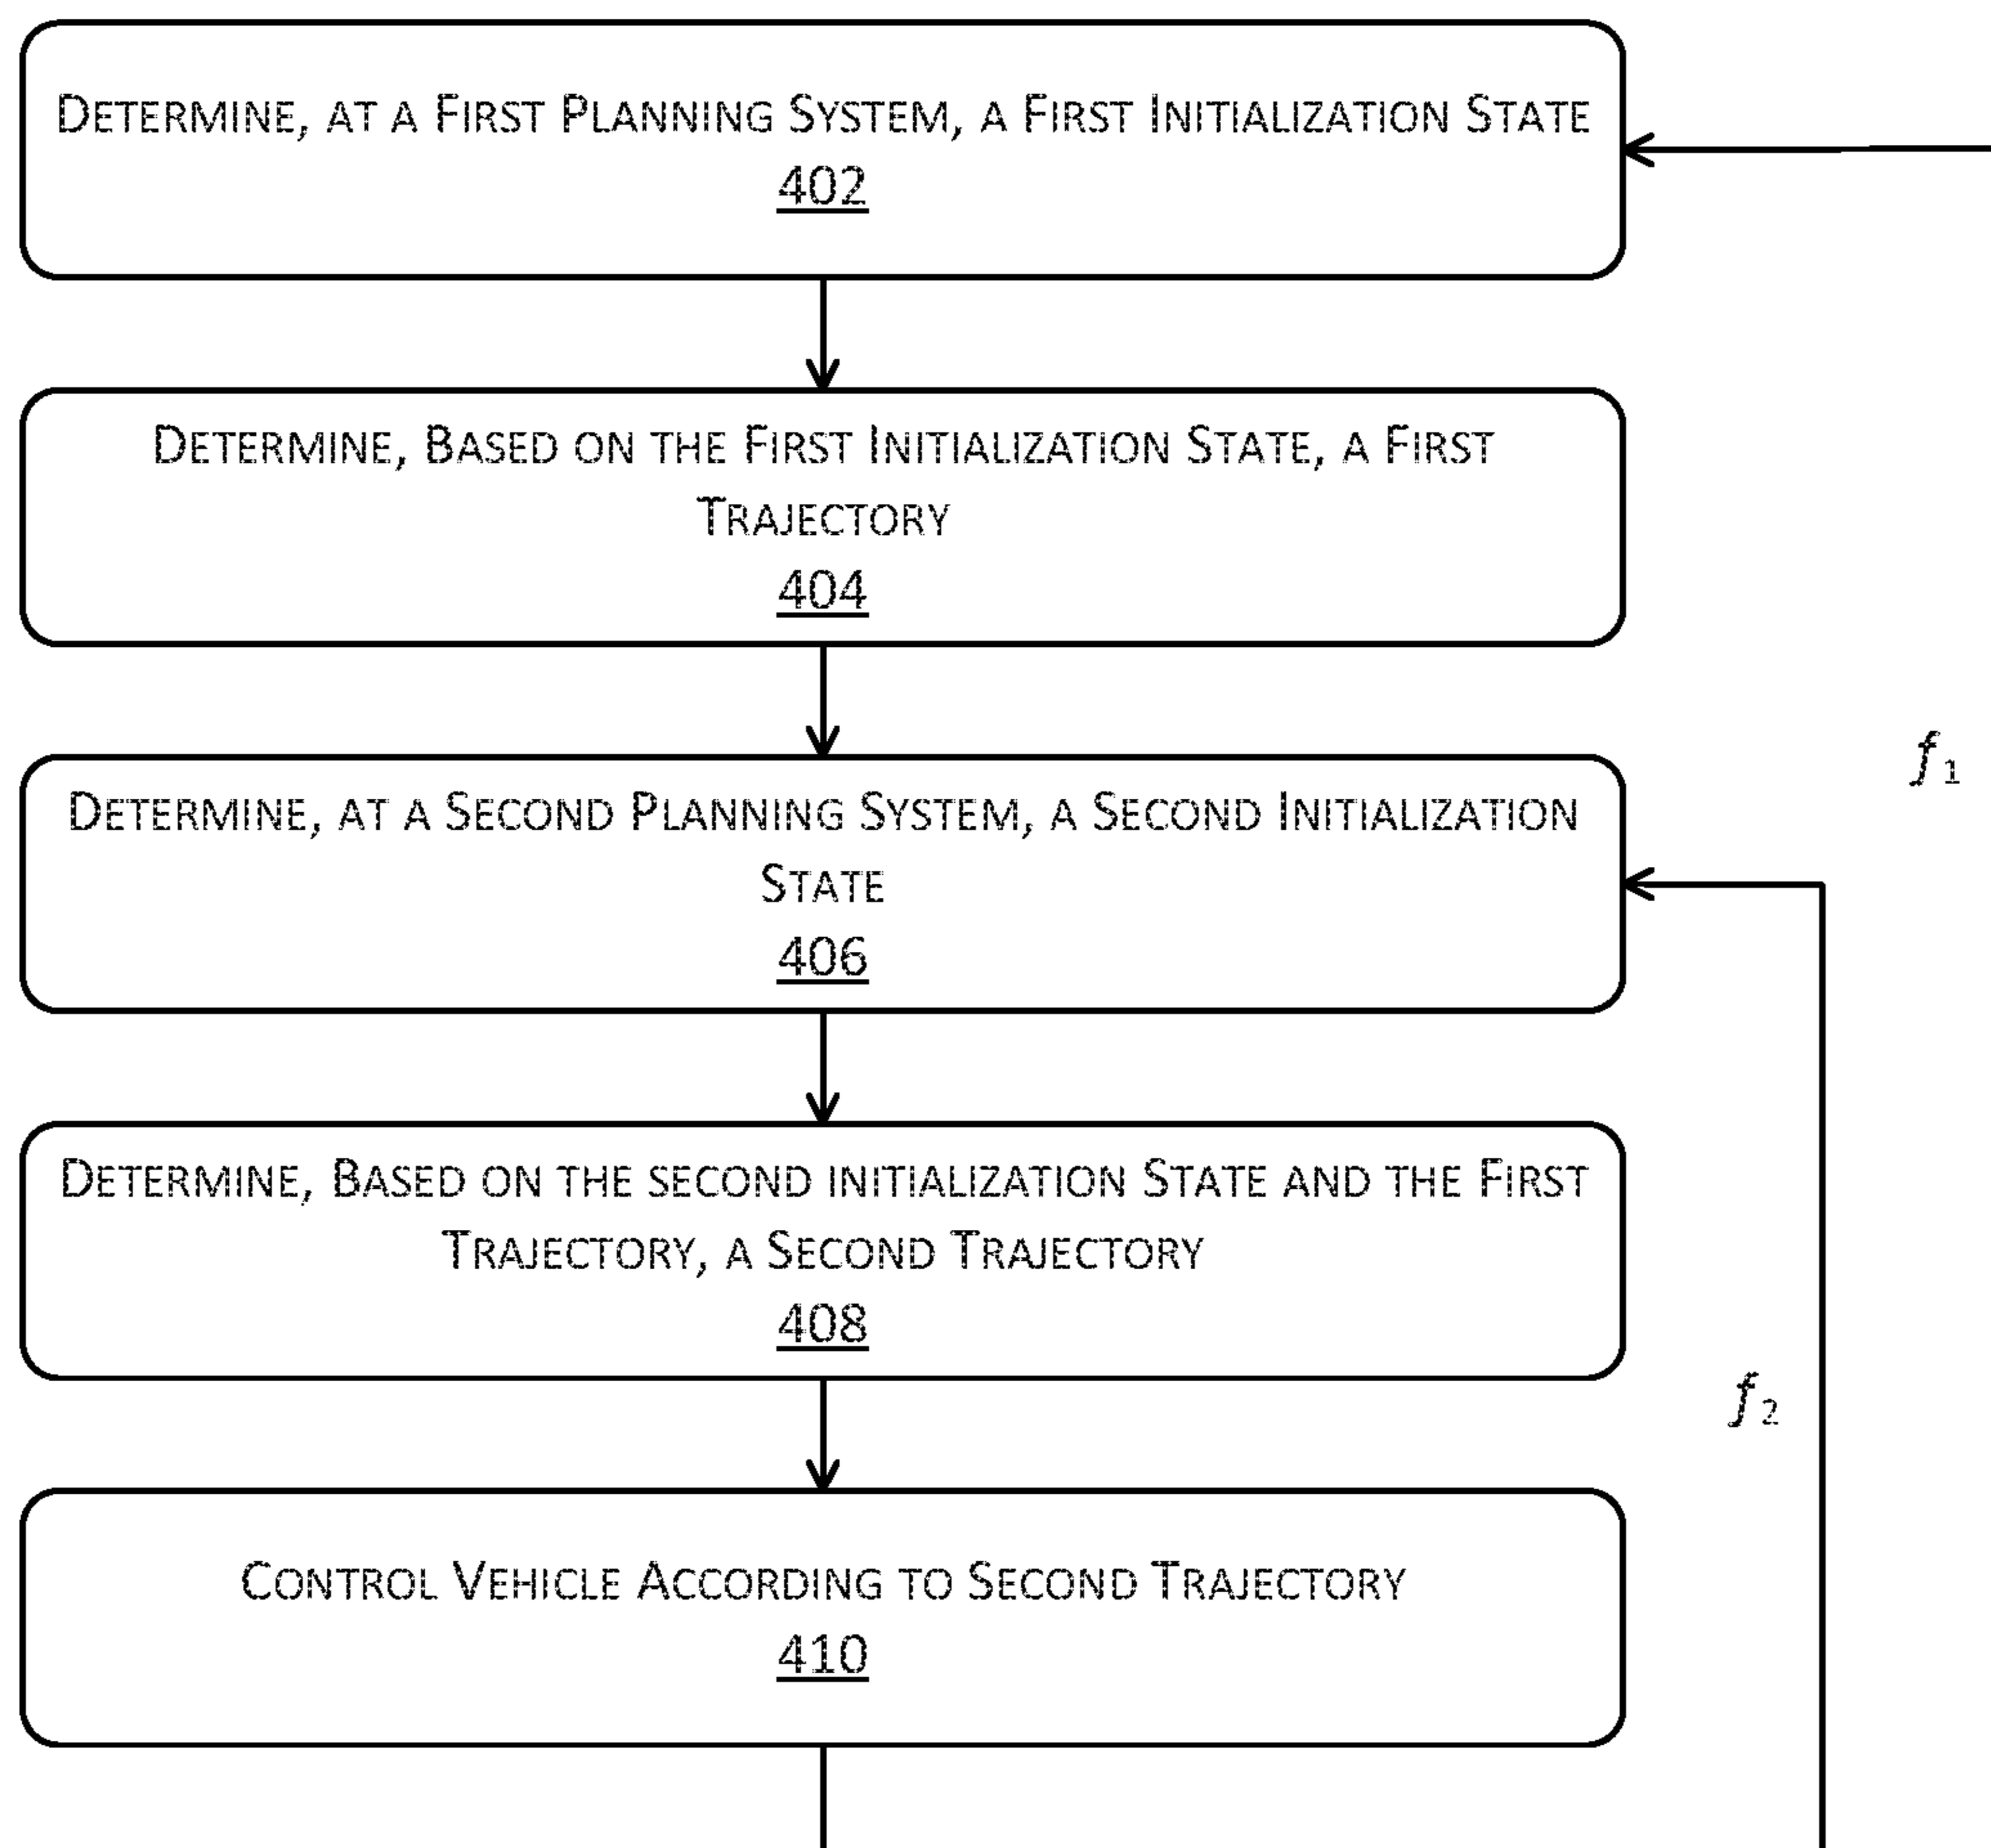 Determine, at a First Planning System, a First Initialization State
402
Determine, Based on the First Initialization State, a First
Trajectory
404
f1
Determine, at a Second Planning System, a Second Initialization
State
406
Determine, Based on the second initialization State and the First
Trajectory, a Second Trajectory
408
f2
Control Vehicle According to Second Trajectory
410